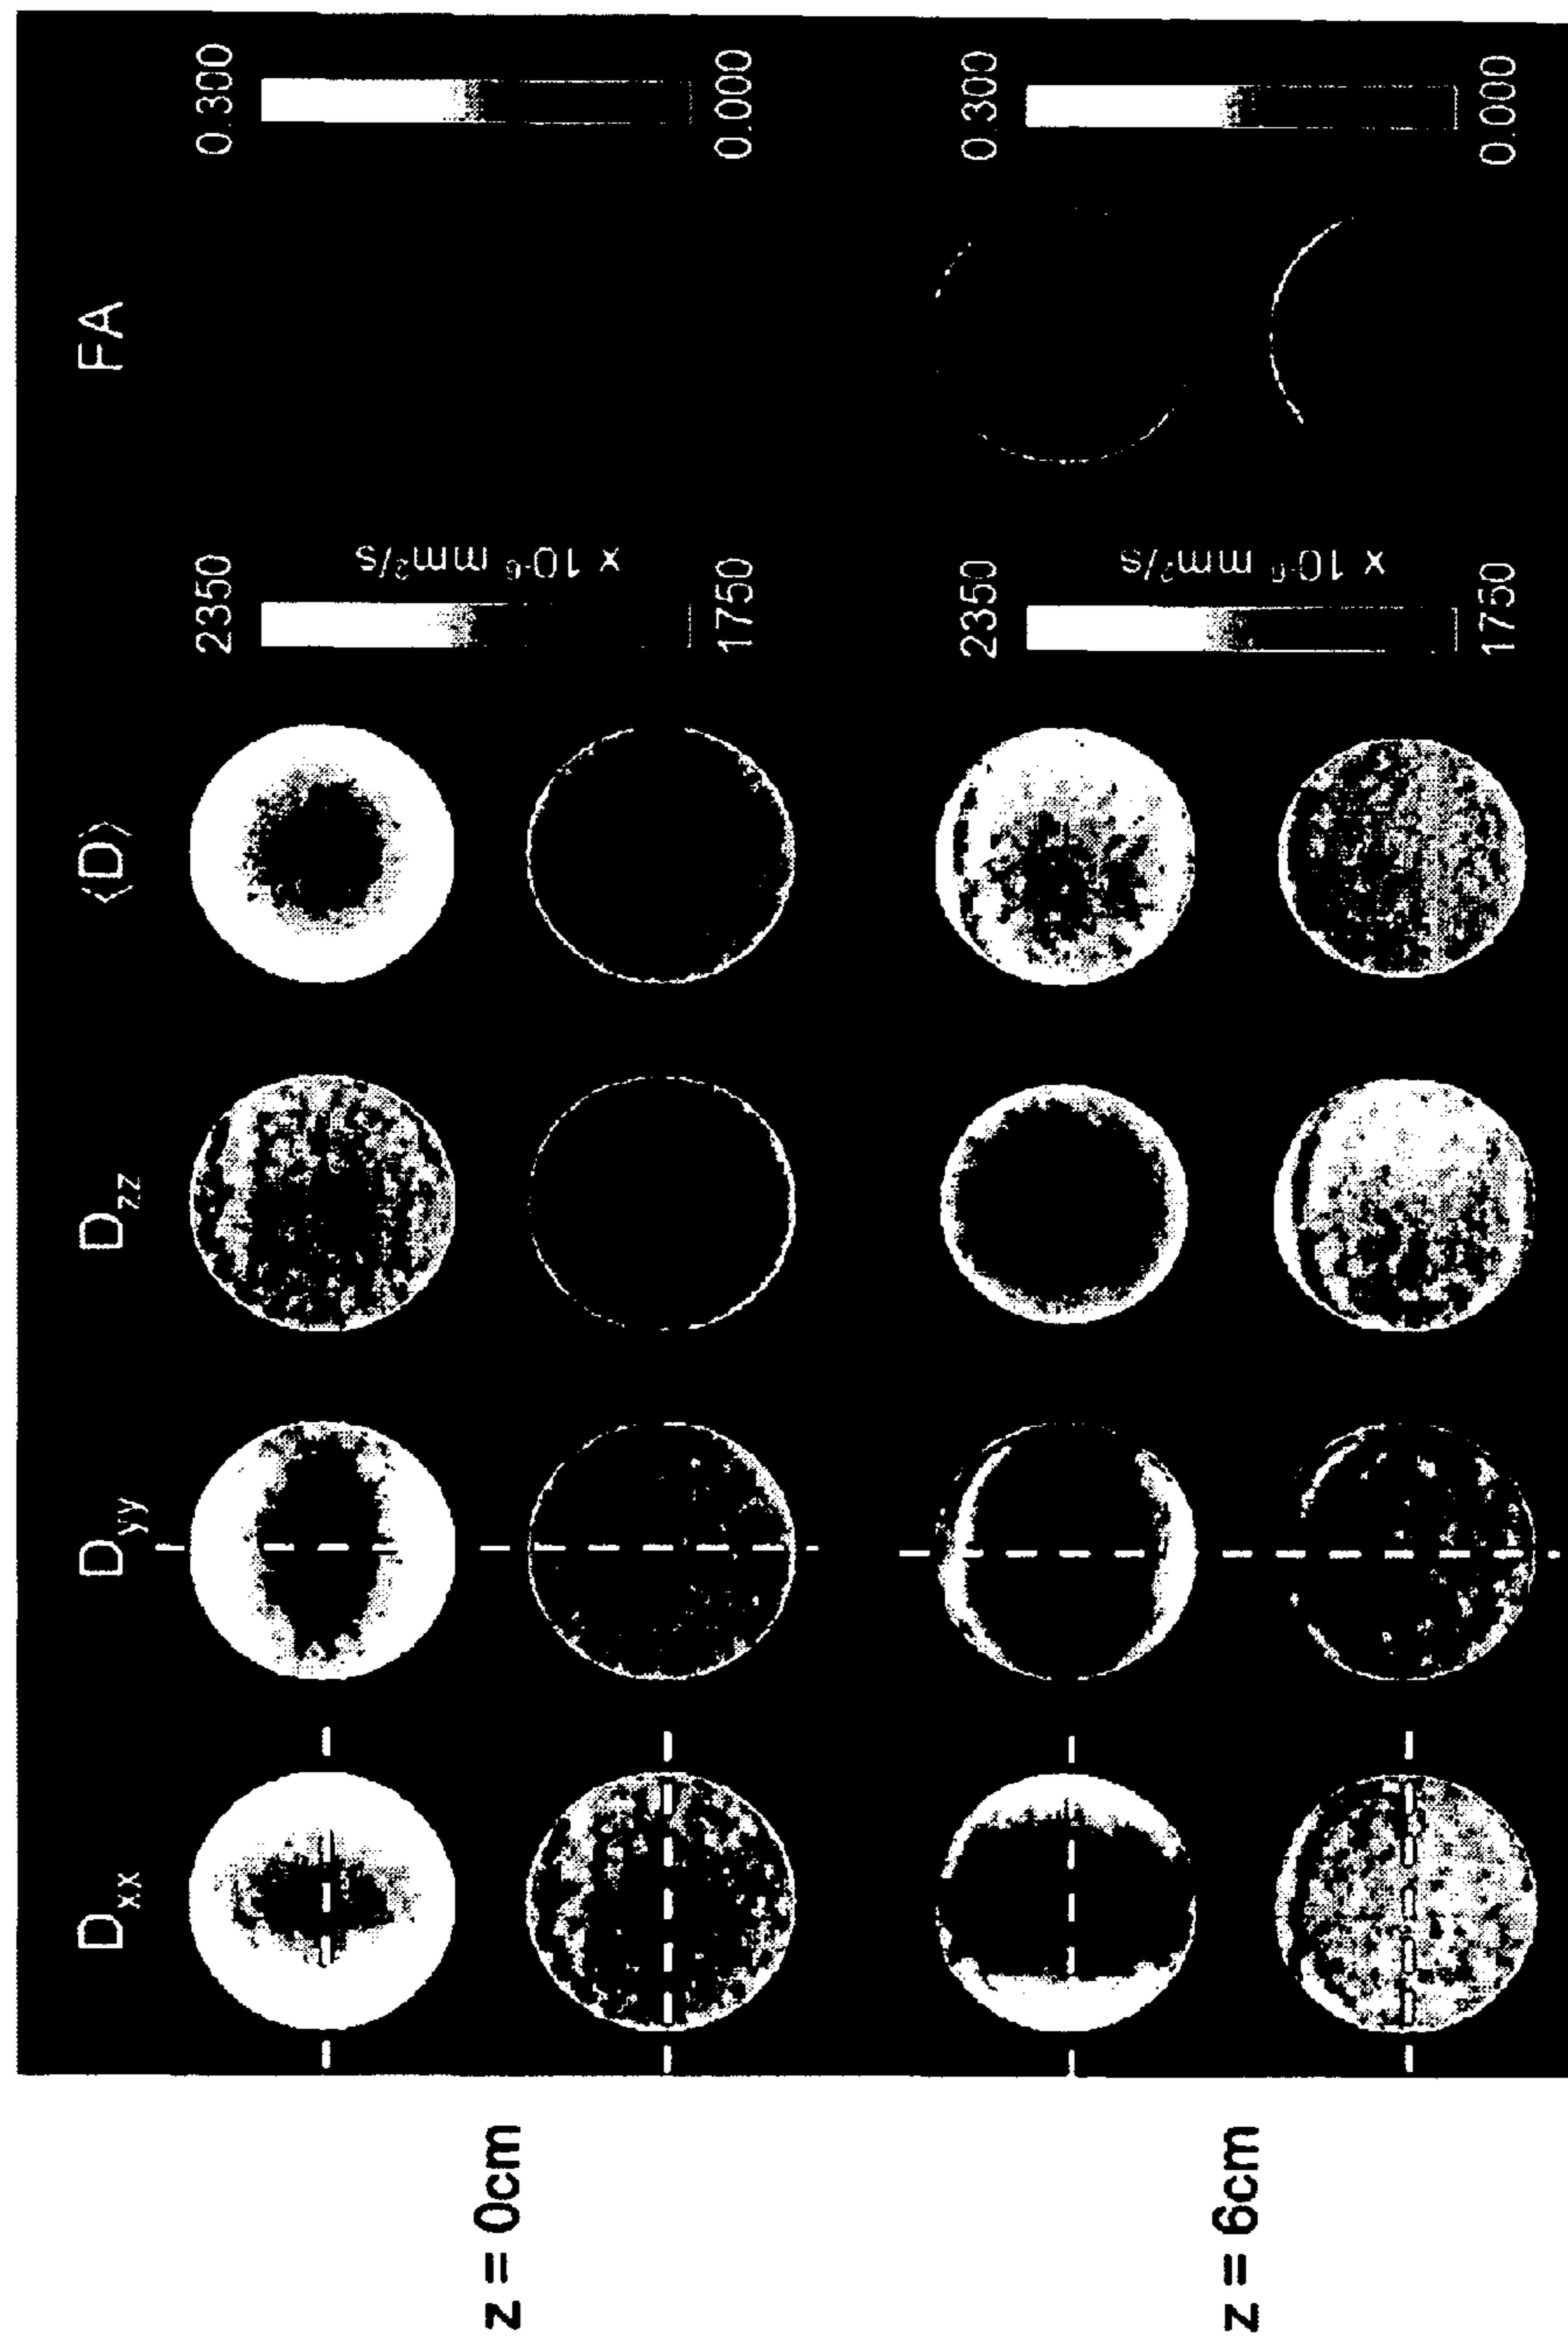 Dxx Dyy Dzz ⟨D⟩ FA
2350 0.300
z = 0cm
x 10-6 mm2/s
1750 0.000
2350 0.300
z = 6cm
x 10-6 mm2/s
1750 0.000